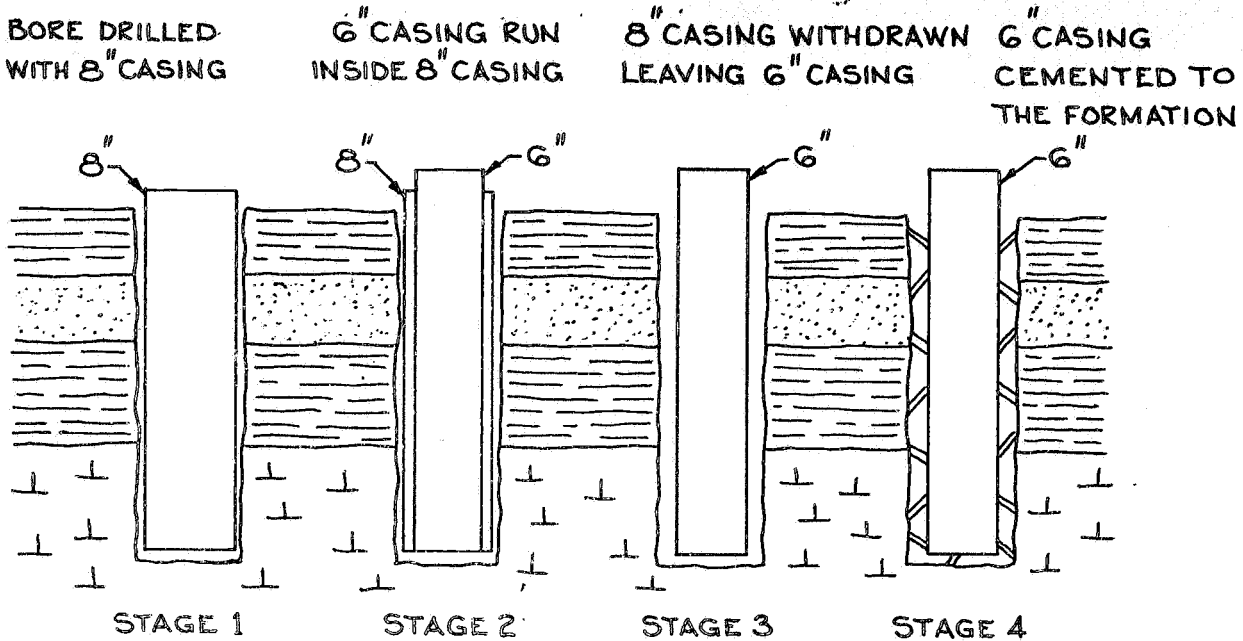 BORE DRILLED
WITH 8" CASING
6" CASING RUN
INSIDE 8" CASING
8" CASING WITHDRAWN
LEAVING 6" CASING
6" CASING
CEMENTED TO
THE FORMATION
8"
8"
6"
6"
6"
STAGE 1
STAGE 2
STAGE 3
STAGE 4